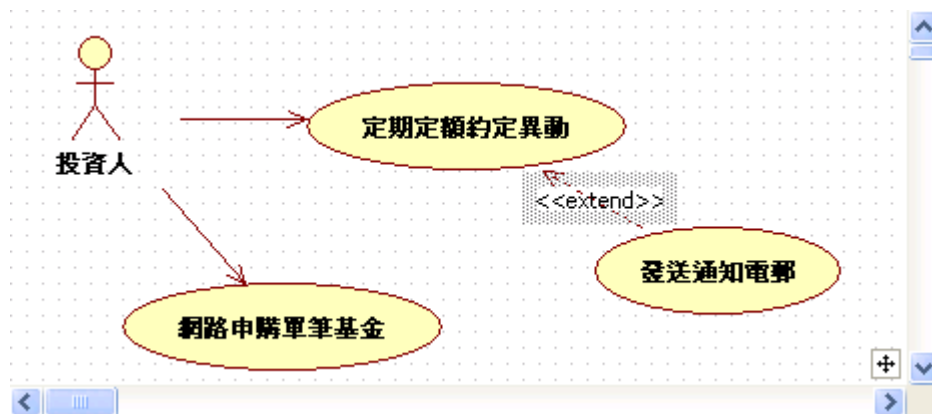 定期定額約定異動
投資人
<<extend>>
發送通知電郵
網路申購單筆基金